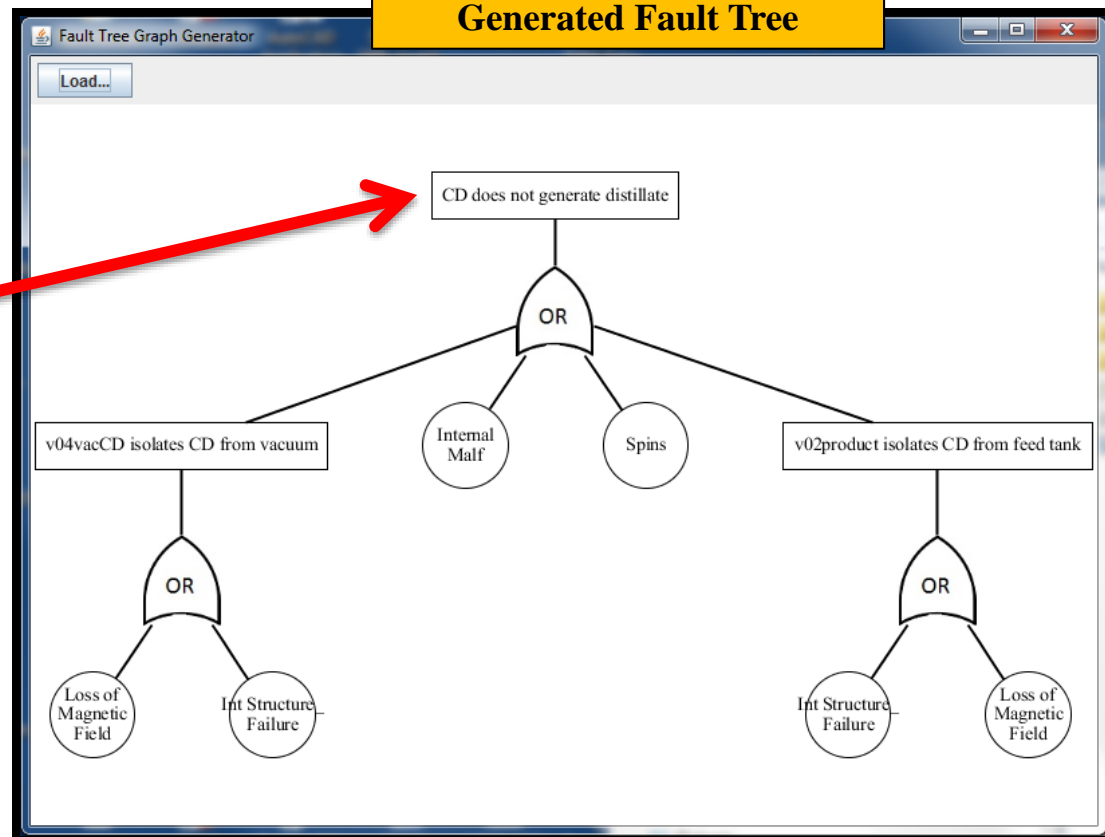 Generated Fault Tree
Fault Tree Graph Generator
Load...
CD does not generate distillate
OR
v04vacCD isolates CD from vacuum
Internal
Malf
Spins
v02product isolates CD from feed tank
OR
OR
Loss of
Magnetic
Field
Int Structure_
Failure
Int Structure_
Failure
Loss of
Magnetic
Field